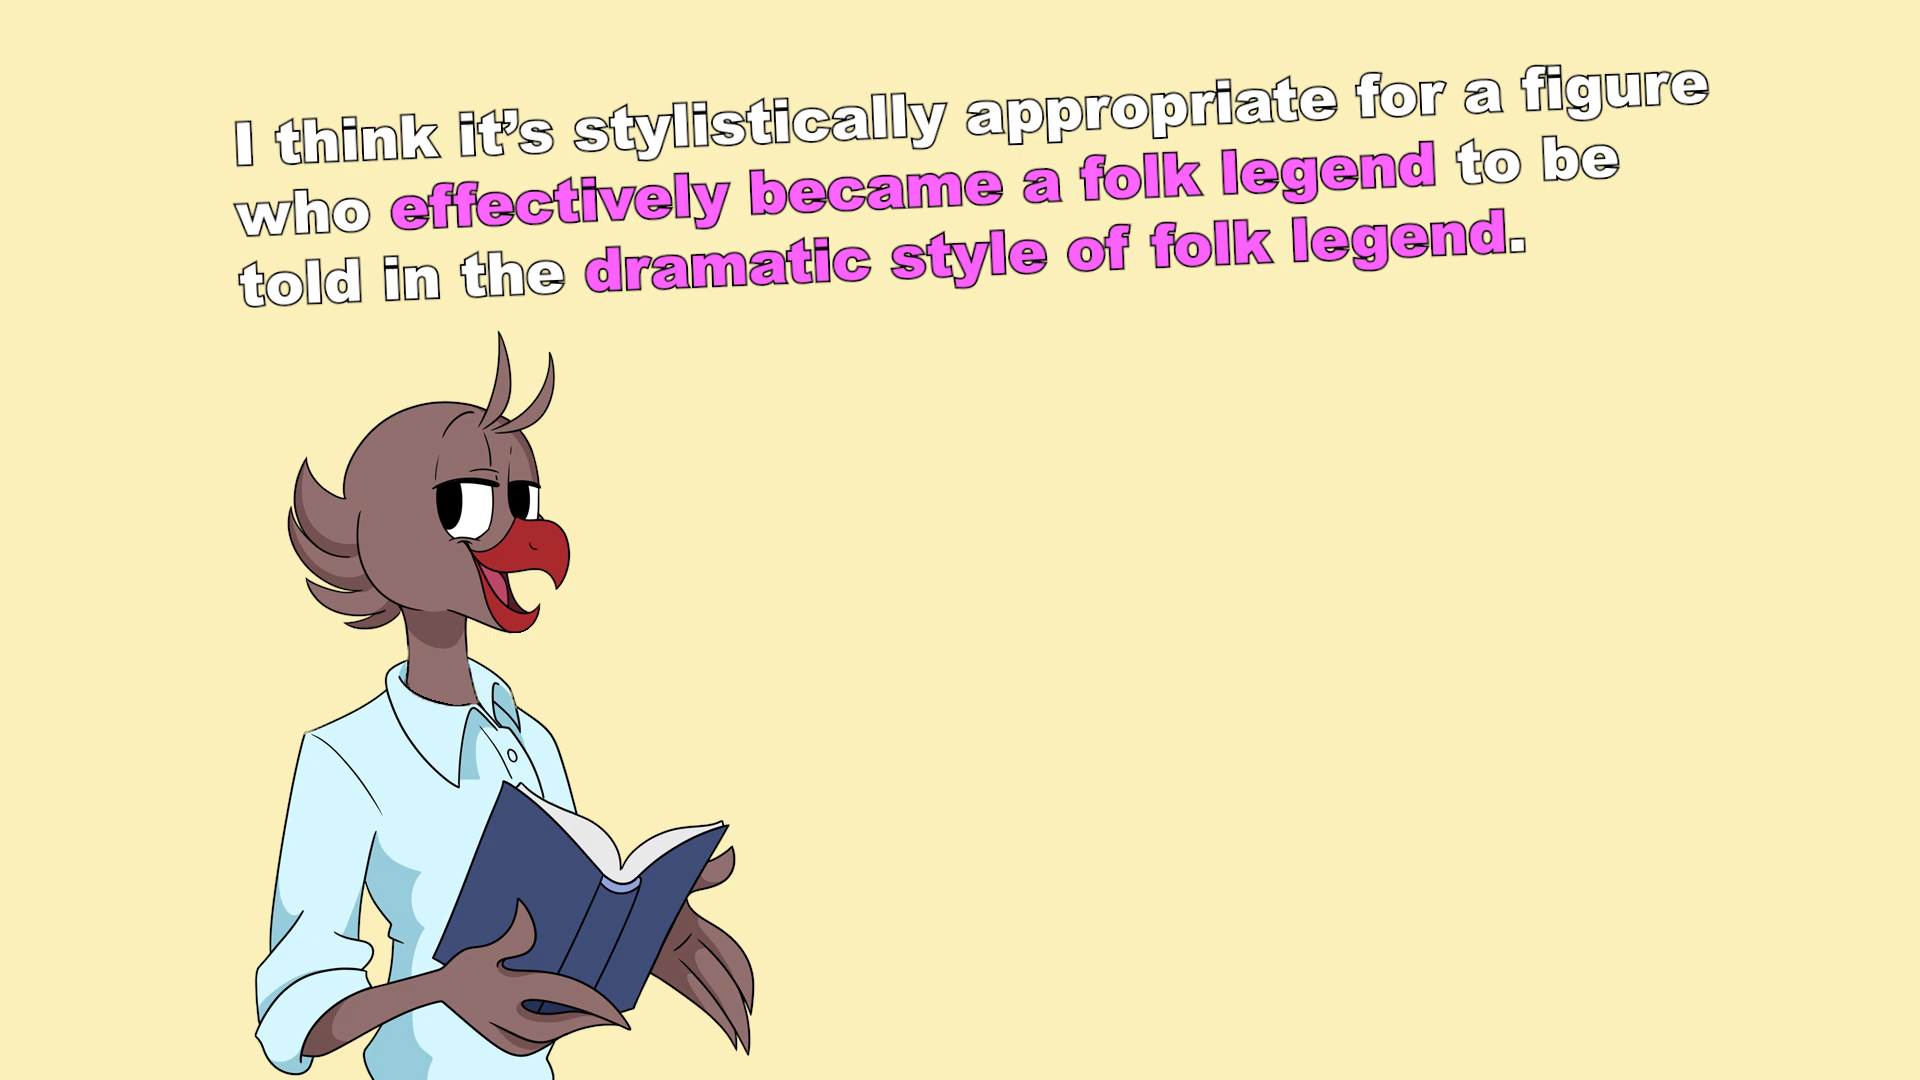 I think it’s stylistically appropriate for a figure
who effectively became a folk legend to be
told in the dramatic style of folk legend.